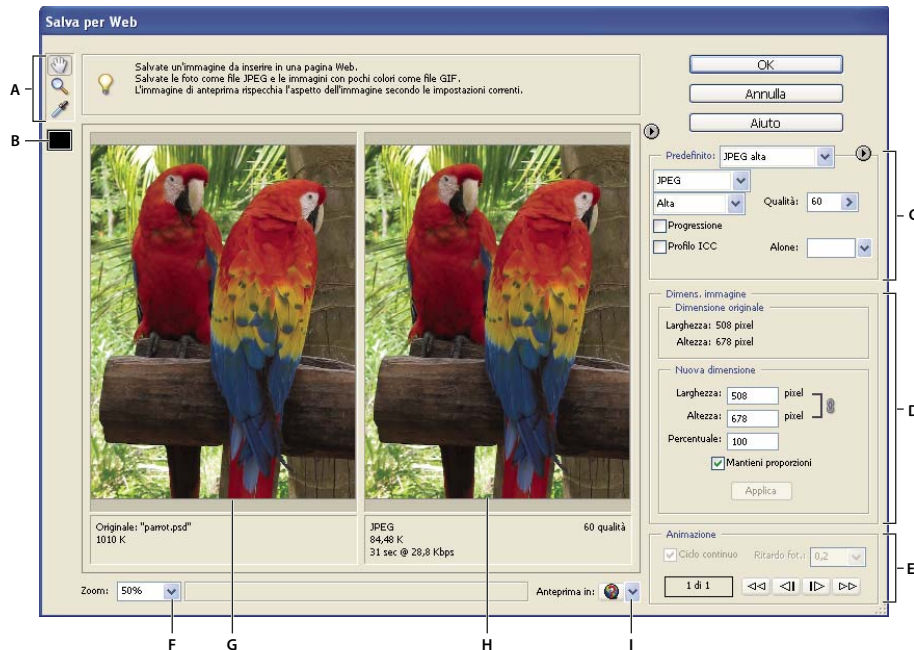 Salva per Web
A
B
Salvate un'immagine da inserire in una pagina Web.
Salvate le foto come file JPEG e le immagini con pochi colori come file GIF.
L'immagine di anteprima rispecchia l'aspetto dell'immagine secondo le impostazioni correnti.
OK
Annulla
Aiuto
Predefinito: JPEG alta
JPEG
Alta Qualità: 60
Progressione
Profilo ICC Alone:
C
Dimens. immagine
Dimensione originale
Larghezza: 508 pixel
Altezza: 678 pixel
Nuova dimensione
Larghezza: 508 pixel
Altezza: 678 pixel
Percentuale: 100
Mantieni proporzioni
Applica
D
Originale: "parrot.psd"
1010 K
JPEG 60 qualità
84,48 K
31 sec @ 28,8 Kbps
Animazione
Ciclo continuo Ritardo fot.: 0,2
1 di 1
E
Zoom: 50% Anteprima in:
F G H I